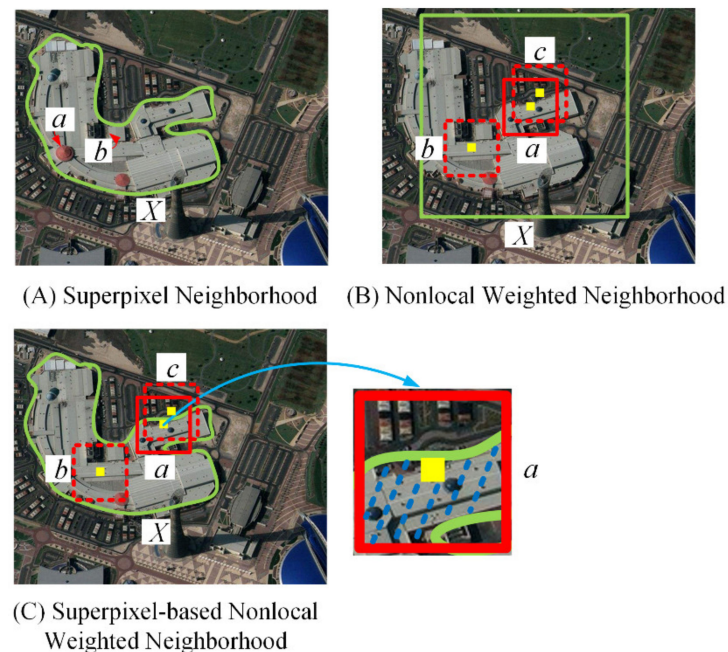 a
b
X
(A) Superpixel Neighborhood
c
b
a
X
(B) Nonlocal Weighted Neighborhood
c
b
a
X
a
(C) Superpixel-based Nonlocal
Weighted Neighborhood